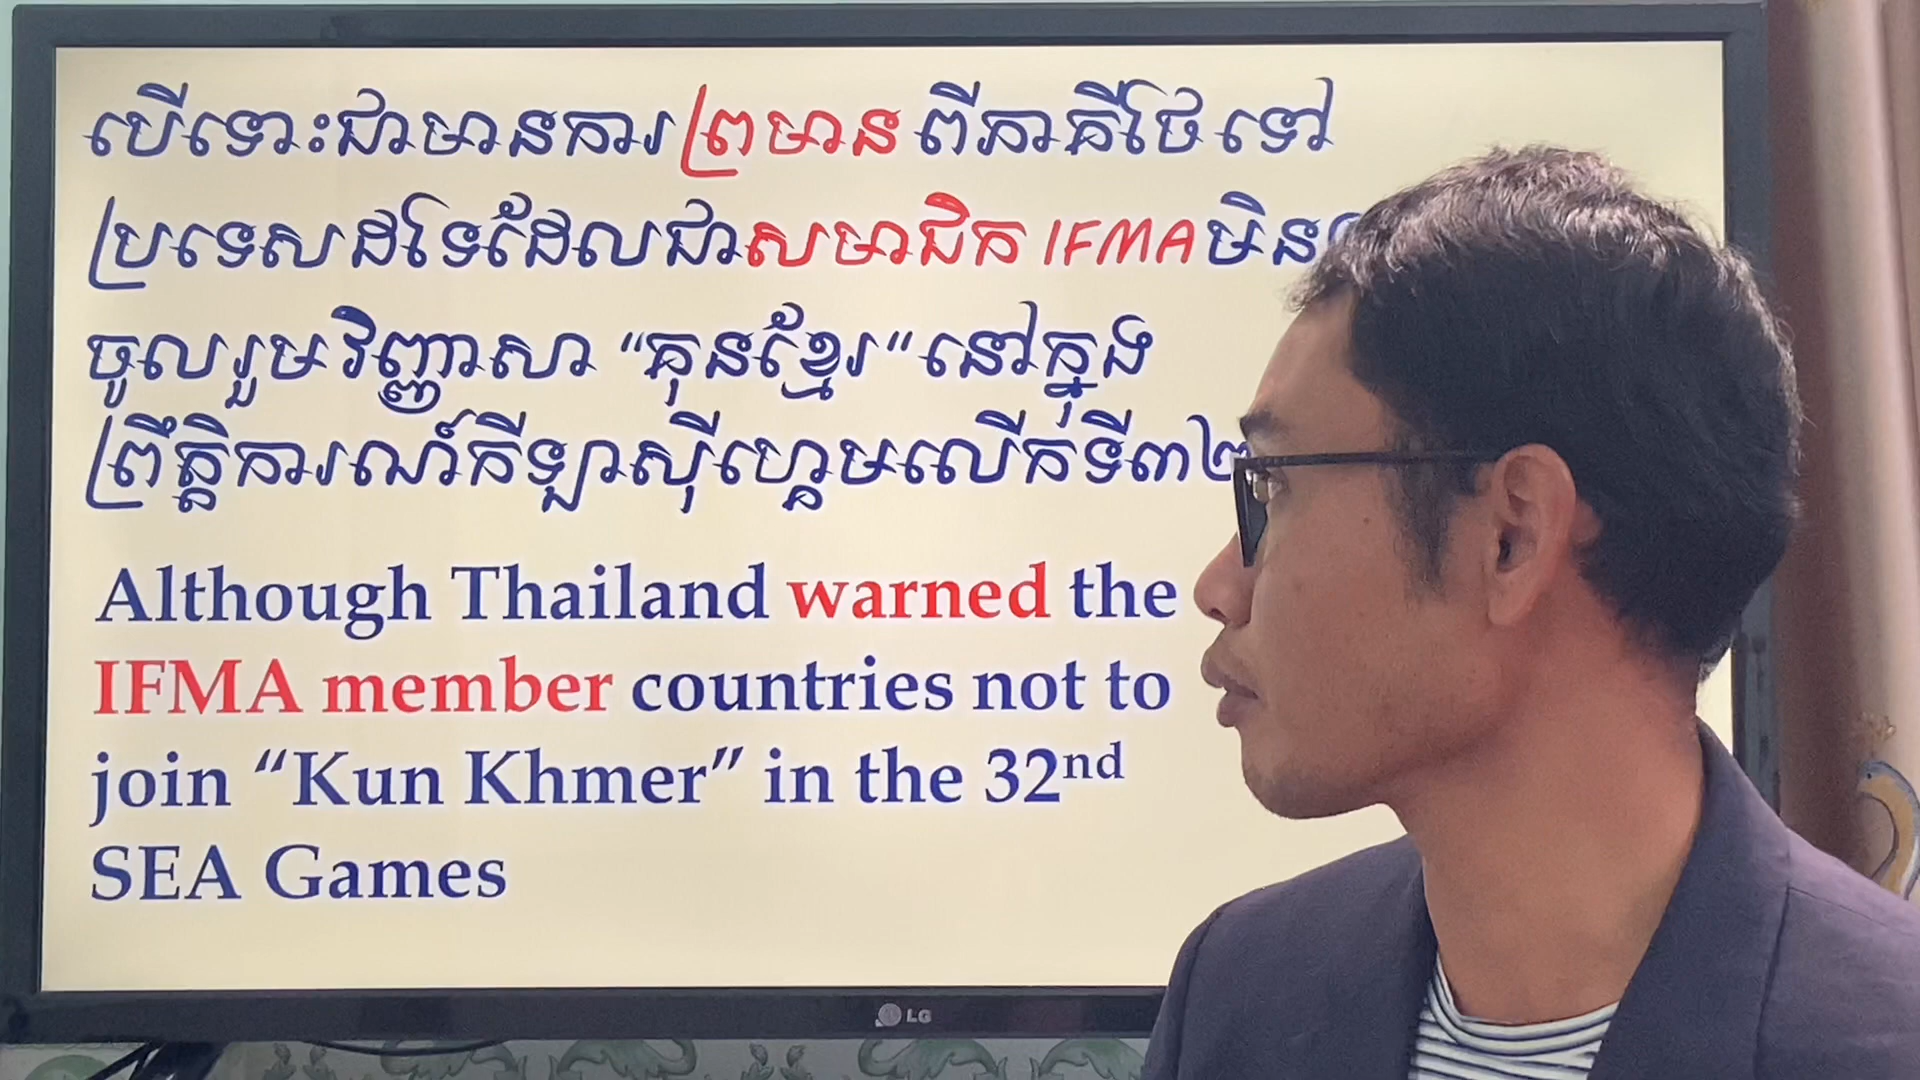 បើទោះជាមានការព្រមាន ពីភាគីថៃ ទៅ
ប្រទេសដទៃដែលជាសមាជិក IFMA មិន
ចូលរួម វិញ្ញាសា “គុនខ្មែរ“ នៅក្នុង
ព្រឹត្តិការណ៍កីឡាស៊ីហ្គេមលើកទី៣២
Although Thailand warned the
IFMA member countries not to
join “Kun Khmer” in the 32nd
SEA Games
LG